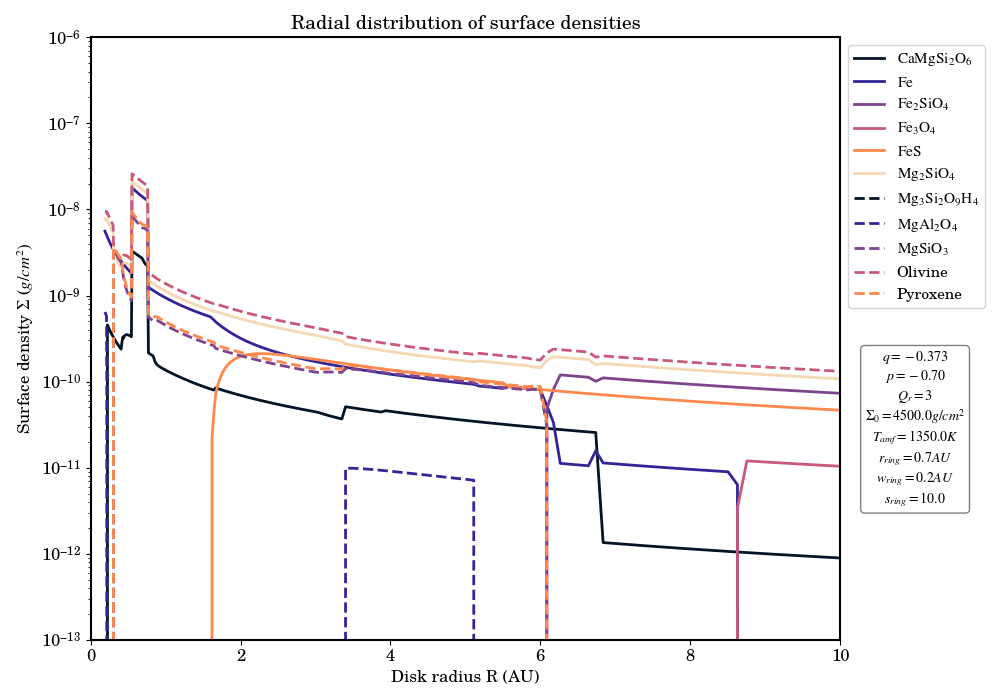 Radial distribution of surface densities
Surface density Σ (g/cm²)
10⁻⁶
10⁻⁷
10⁻⁸
10⁻⁹
10⁻¹⁰
10⁻¹¹
10⁻¹²
10⁻¹³
0 2 4 6 8 10
Disk radius R (AU)
CaMgSi₂O₆
Fe
Fe₂SiO₄
Fe₃O₄
FeS
Mg₂SiO₄
Mg₃Si₂O₉H₄
MgAl₂O₄
MgSiO₃
Olivine
Pyroxene
q = −0.373
p = −0.70
Qᵣ = 3
Σ₀ = 4500.0g/cm²
T_amf = 1350.0K
r_ring = 0.7AU
w_ring = 0.2AU
s_ring = 10.0